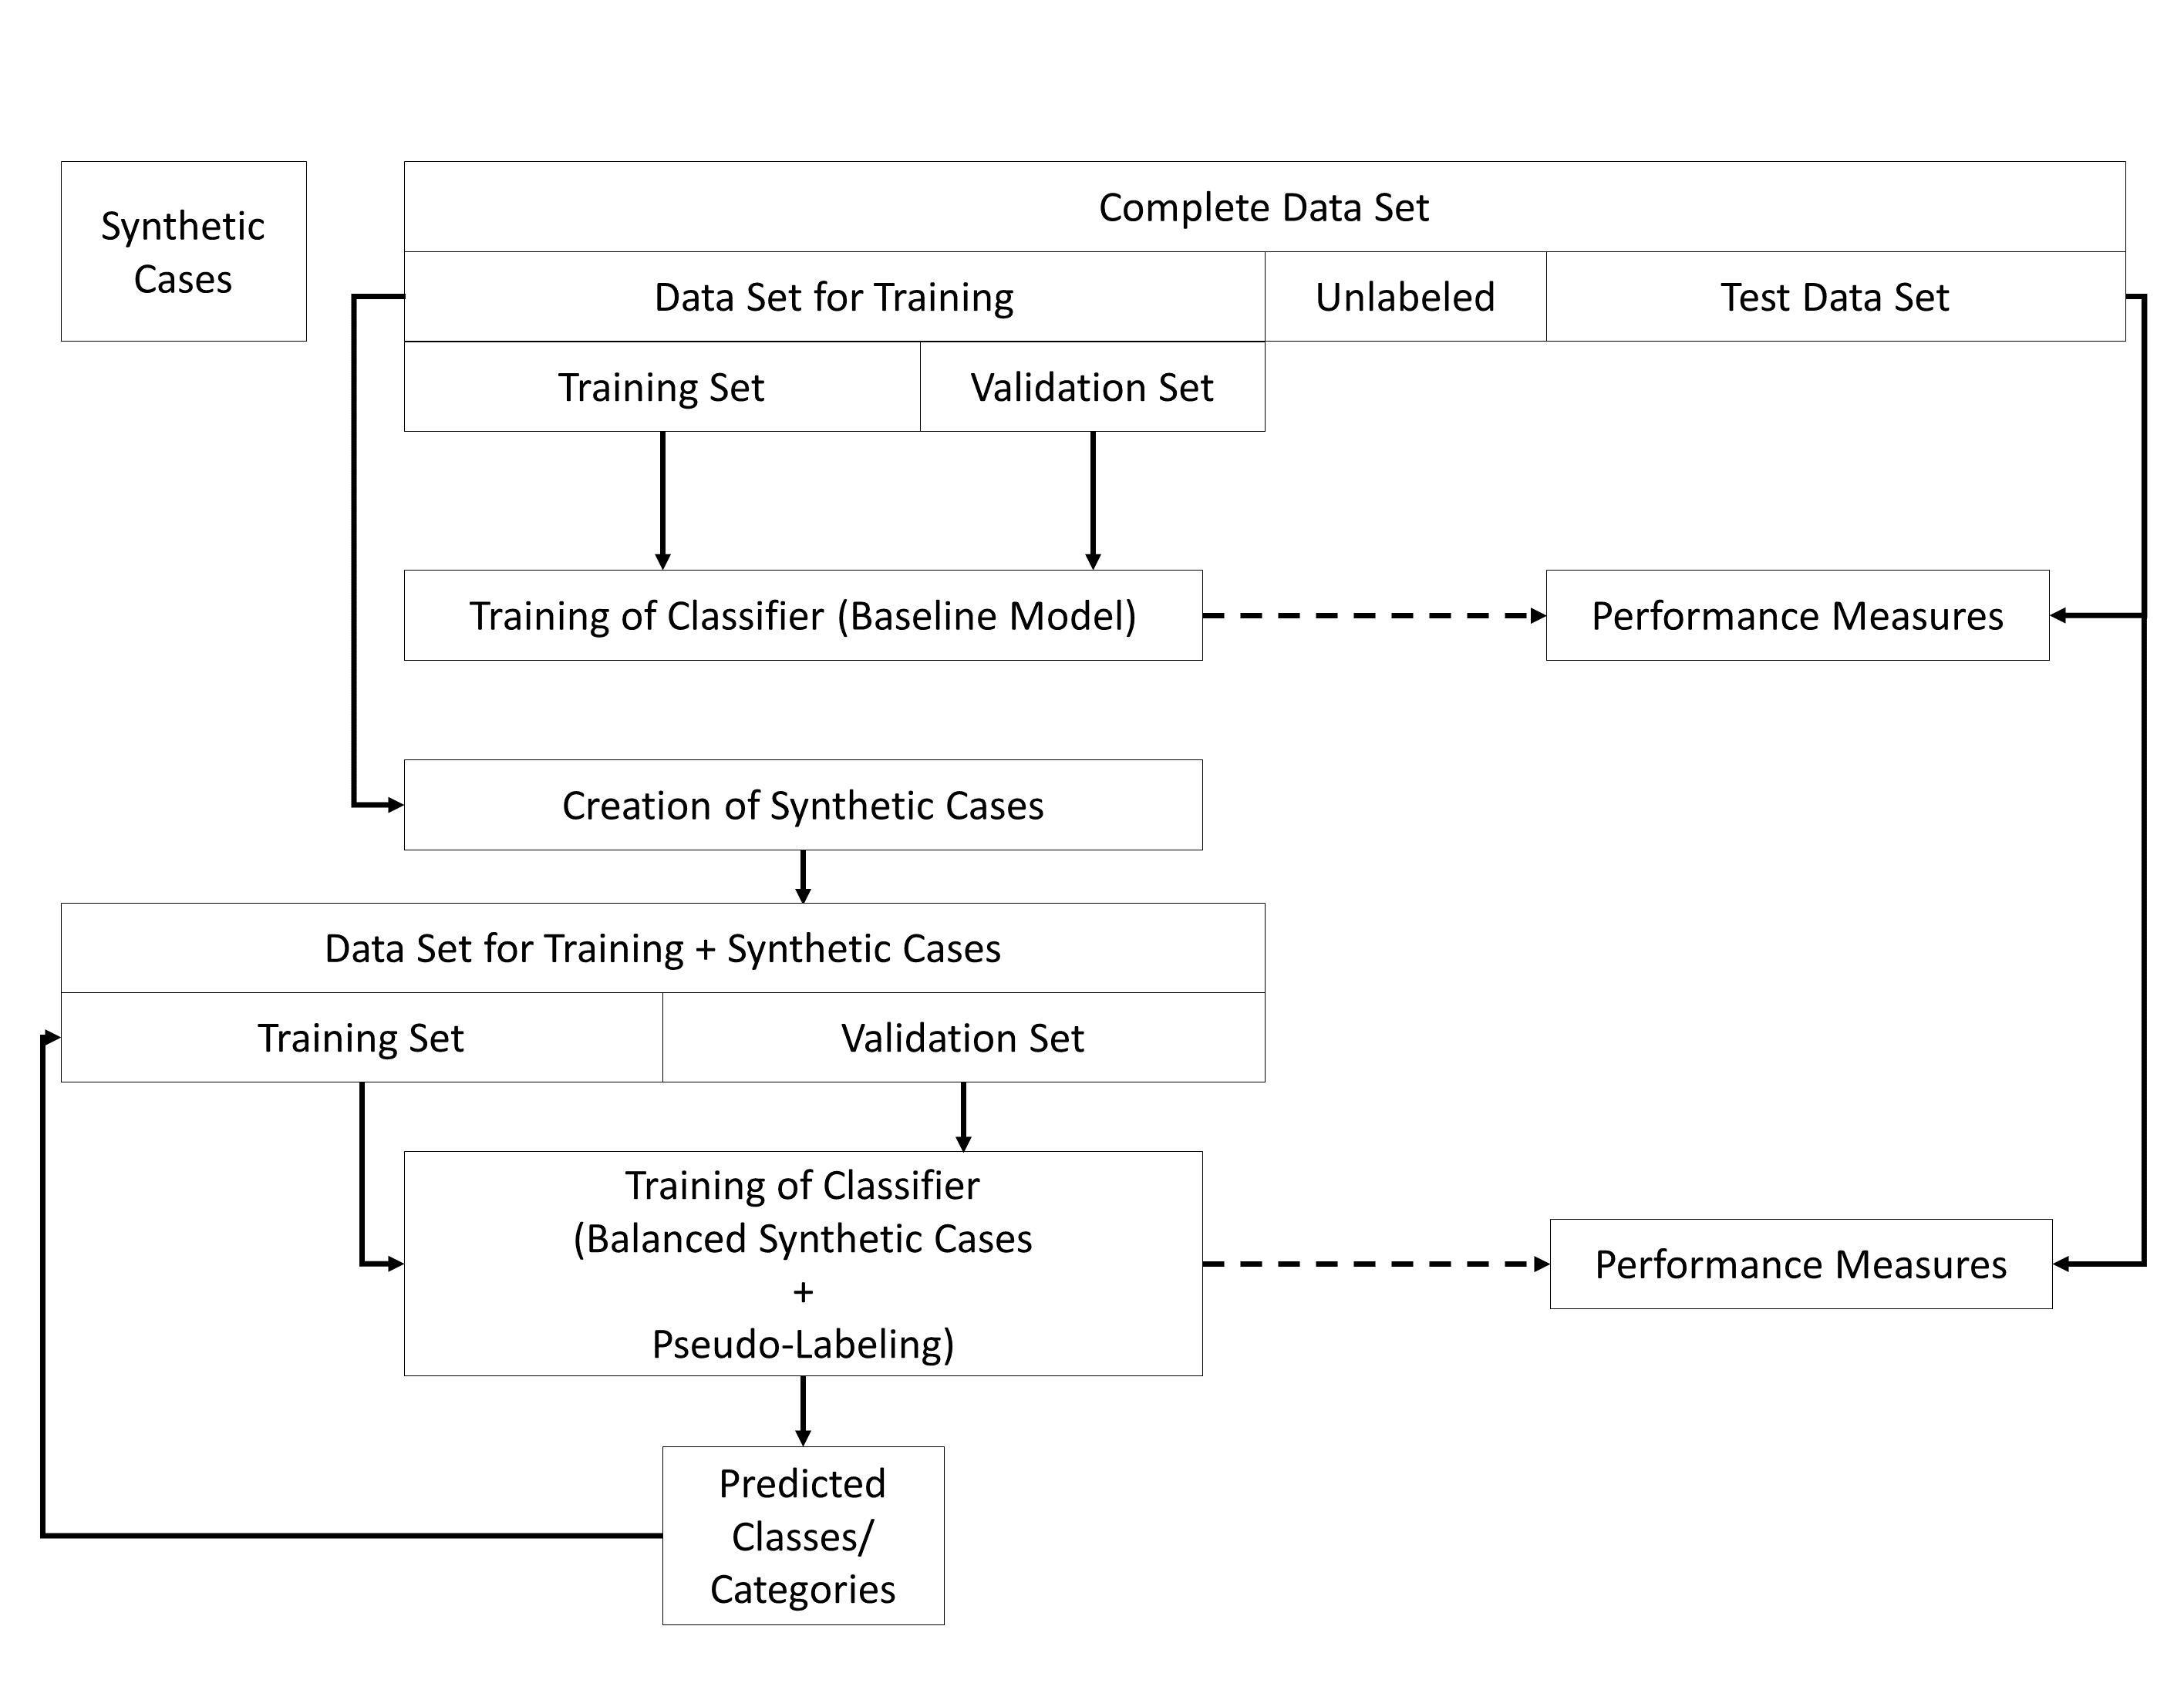 Synthetic
Cases
Complete Data Set
Data Set for Training
Unlabeled
Test Data Set
Training Set
Validation Set
Training of Classifier (Baseline Model)
Performance Measures
Creation of Synthetic Cases
Data Set for Training + Synthetic Cases
Training Set
Validation Set
Training of Classifier
(Balanced Synthetic Cases
+
Pseudo-Labeling)
Performance Measures
Predicted
Classes/
Categories